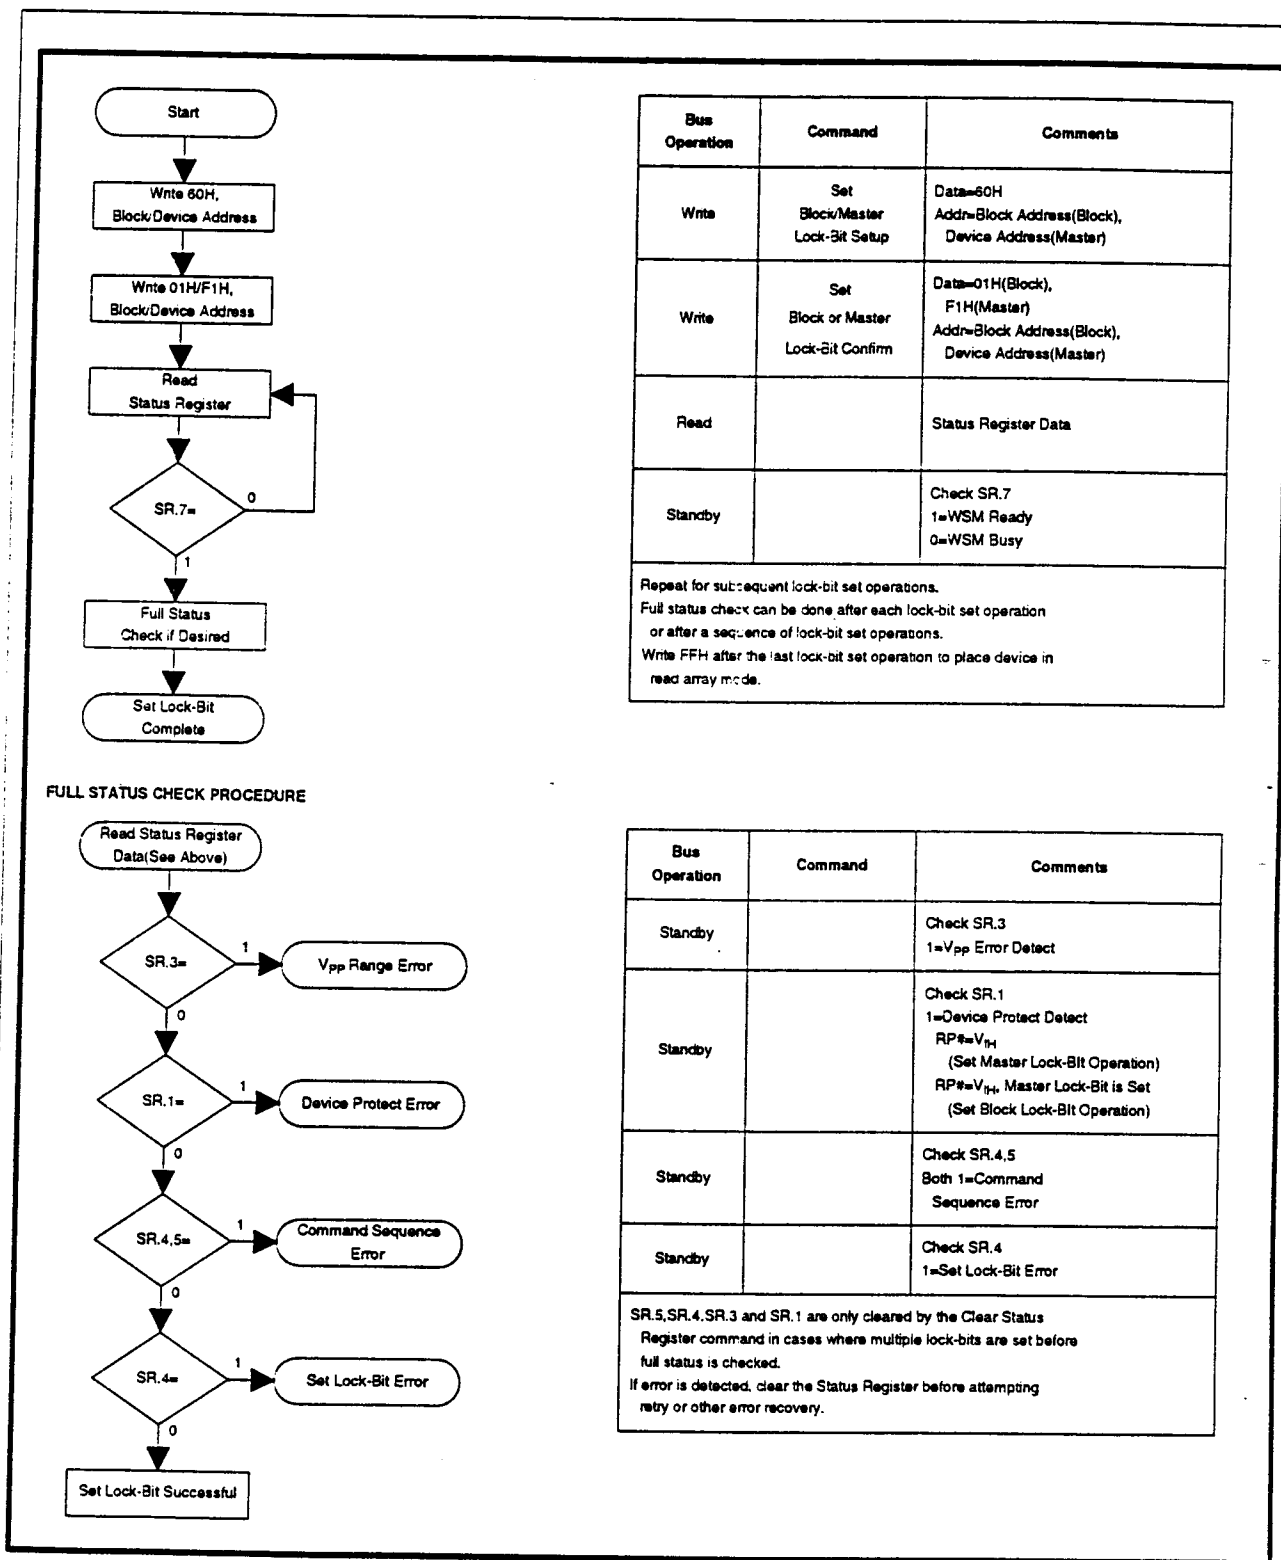 Start
Write 60H,
Block/Device Address
Write 01H/F1H,
Block/Device Address
Read
Status Register
SR.7=
0
1
Full Status
Check if Desired
Set Lock-Bit
Complete
Bus
Operation
Command
Comments
Write
Set
Block/Master
Lock-Bit Setup
Data=60H
Addr=Block Address(Block),
Device Address(Master)
Write
Set
Block or Master
Lock-Bit Confirm
Data=01H(Block),
F1H(Master)
Addr=Block Address(Block),
Device Address(Master)
Read
Status Register Data
Standby
Check SR.7
1=WSM Ready
0=WSM Busy
Repeat for subsequent lock-bit set operations.
Full status check can be done after each lock-bit set operation
or after a sequence of lock-bit set operations.
Write FFH after the last lock-bit set operation to place device in
read array mode.
FULL STATUS CHECK PROCEDURE
Read Status Register
Data(See Above)
SR.3=
1
VPP Range Error
0
SR.1=
1
Device Protect Error
0
SR.4,5=
1
Command Sequence
Error
0
SR.4=
1
Set Lock-Bit Error
0
Set Lock-Bit Successful
Bus
Operation
Command
Comments
Standby
Check SR.3
1=VPP Error Detect
Standby
Check SR.1
1=Device Protect Detect
RP#=VIH
(Set Master Lock-Bit Operation)
RP#=VIH, Master Lock-Bit is Set
(Set Block Lock-Bit Operation)
Standby
Check SR.4,5
Both 1=Command
Sequence Error
Standby
Check SR.4
1=Set Lock-Bit Error
SR.5,SR.4,SR.3 and SR.1 are only cleared by the Clear Status
Register command in cases where multiple lock-bits are set before
full status is checked.
If error is detected, clear the Status Register before attempting
retry or other error recovery.